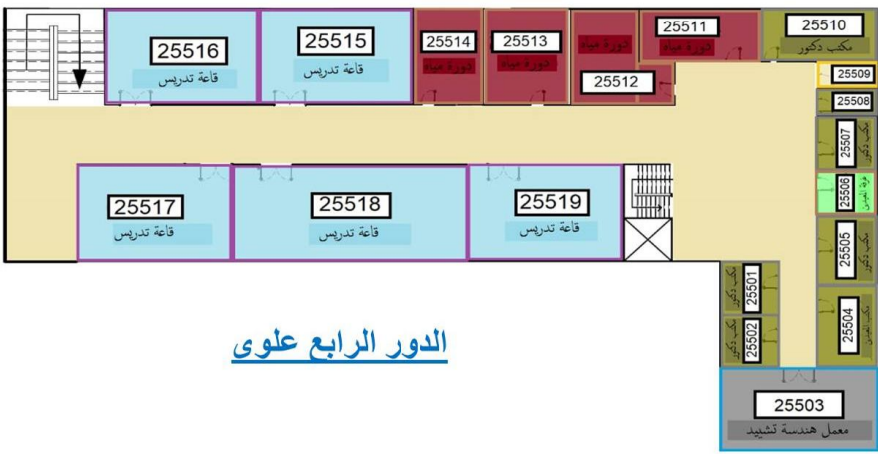 25516
قاعة تدريس
25515
قاعة تدريس
25514
دورة مياه
25513
دورة مياه
دورة مياه
25512
25511
دورة مياه
25510
مكتب دكتور
25509
25508
25507
مكتب دكتور
25506
غرفة المعيدين
25505
مكتب دكتور
25504
مكتب المعيدين
25517
قاعة تدريس
25518
قاعة تدريس
25519
قاعة تدريس
25501
مكتب دكتور
25502
مكتب دكتور
25503
معمل هندسة تشييد
الدور الرابع علوى